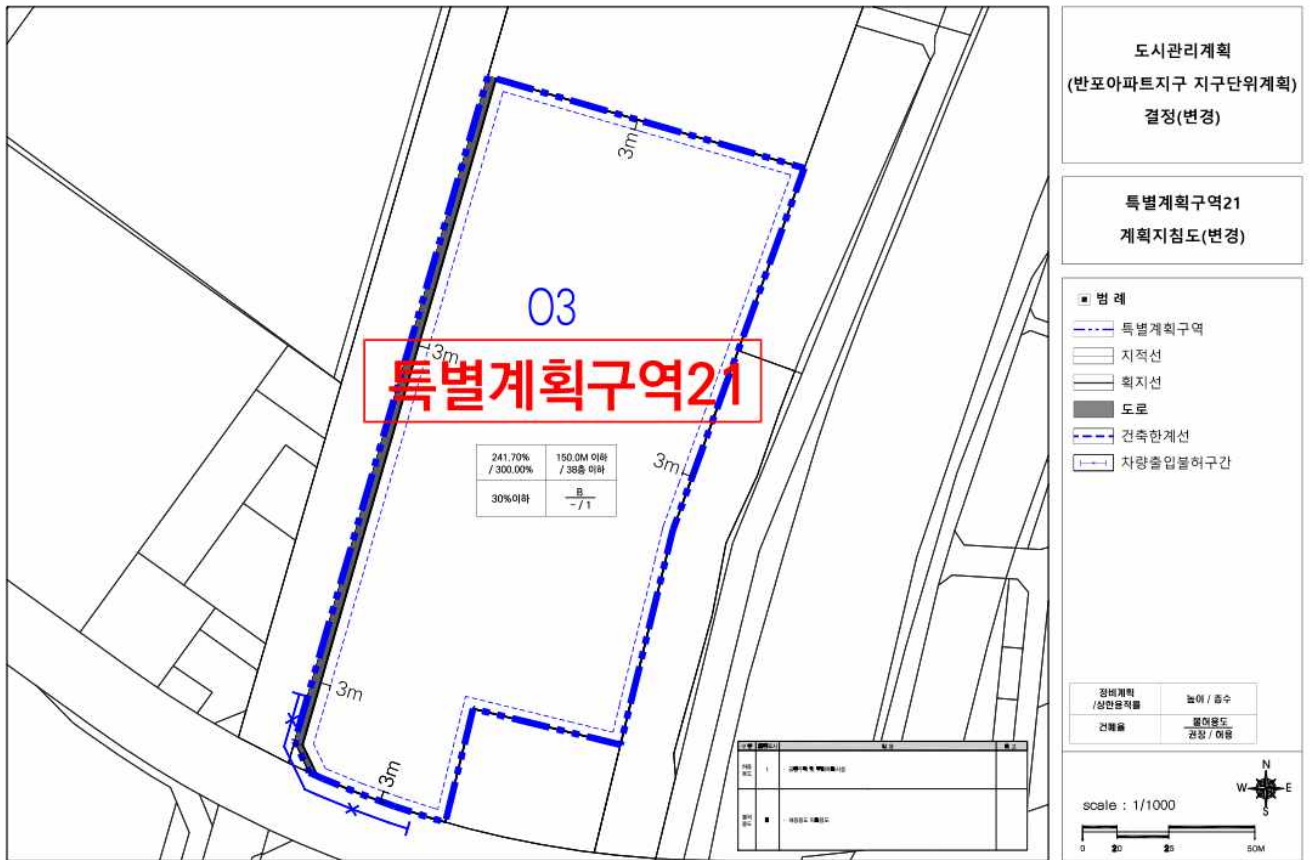 도시관리계획
(반포아파트지구 지구단위계획)
결정(변경)
특별계획구역21
계획지침도(변경)
▣ 범 례
특별계획구역
지적선
획지선
도로
건축한계선
차량출입불허구간
3m
03
3m
특별계획구역21
241.70%
/ 300.00%
150.0M 이하
/ 38층 이하
30%이하
B
- / 1
3m
3m
3m
정비계획
/상한용적률
높이 / 층수
건폐율
불허용도
권장 / 허용
scale : 1/1000
N
W
E
S
0
50M